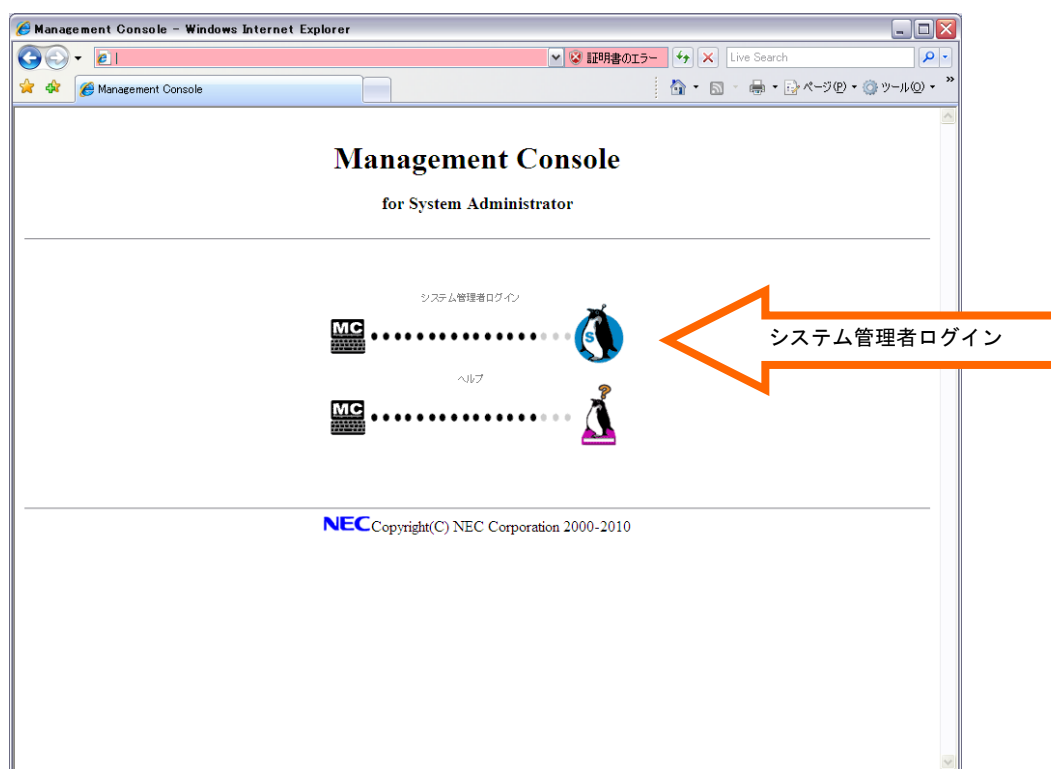 Management Console - Windows Internet Explorer
証明書のエラー
Live Search
Management Console
ページ(P)
ツール(O)
Management Console
for System Administrator
システム管理者ログイン
MC
S
システム管理者ログイン
ヘルプ
MC
?
NEC Copyright(C) NEC Corporation 2000-2010